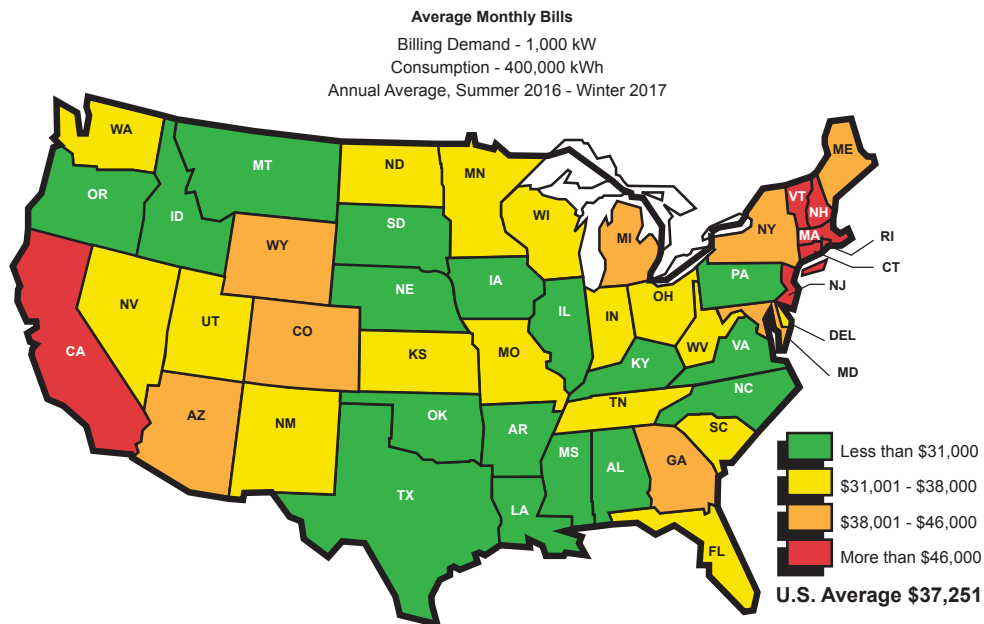 Average Monthly Bills
Billing Demand - 1,000 kW
Consumption - 400,000 kWh
Annual Average, Summer 2016 - Winter 2017
WA
MT
ND
MN
ME
OR
ID
SD
WI
MI
VT
NH
NY
MA
RI
CT
WY
NE
IA
PA
NJ
NV
UT
CO
IL
IN
OH
DEL
CA
KS
MO
KY
WV
VA
MD
AZ
NM
OK
AR
TN
NC
SC
TX
LA
MS
AL
GA
FL
Less than $31,000
$31,001 - $38,000
$38,001 - $46,000
More than $46,000
U.S. Average $37,251